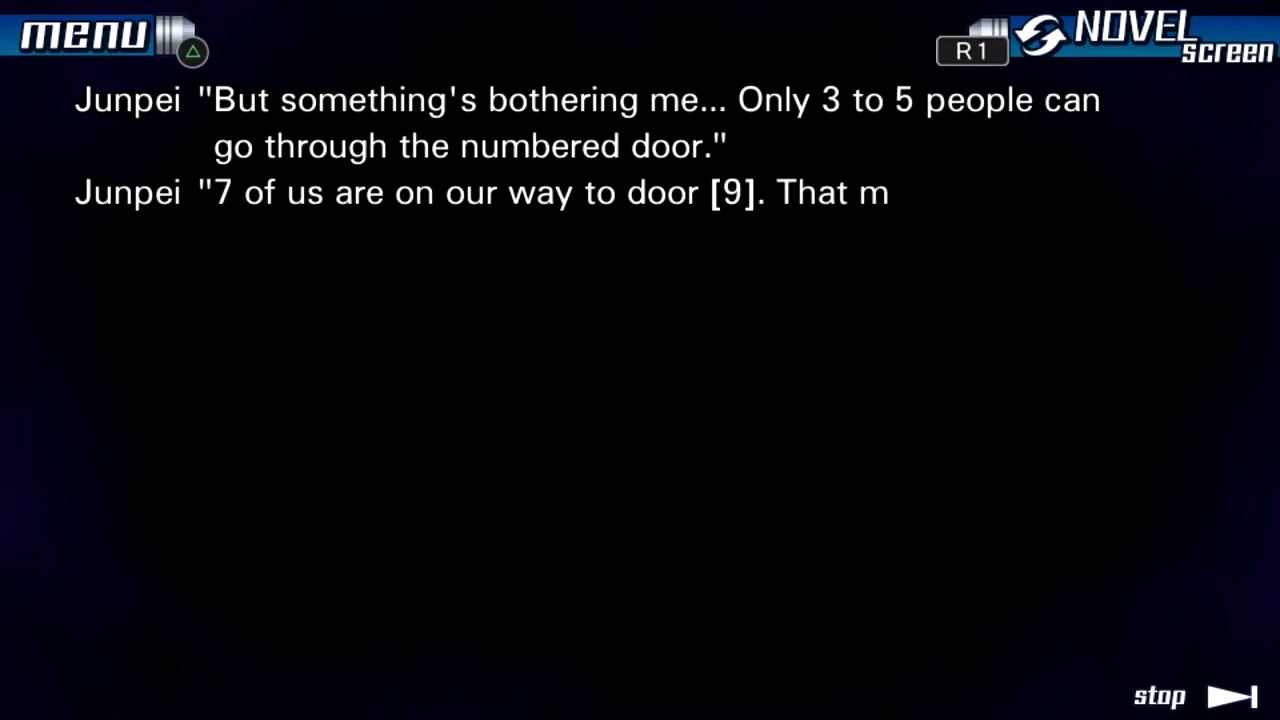 menu
△
R1
NOVEL
screen
Junpei "But something's bothering me... Only 3 to 5 people can
go through the numbered door."
Junpei "7 of us are on our way to door [9]. That m
stop